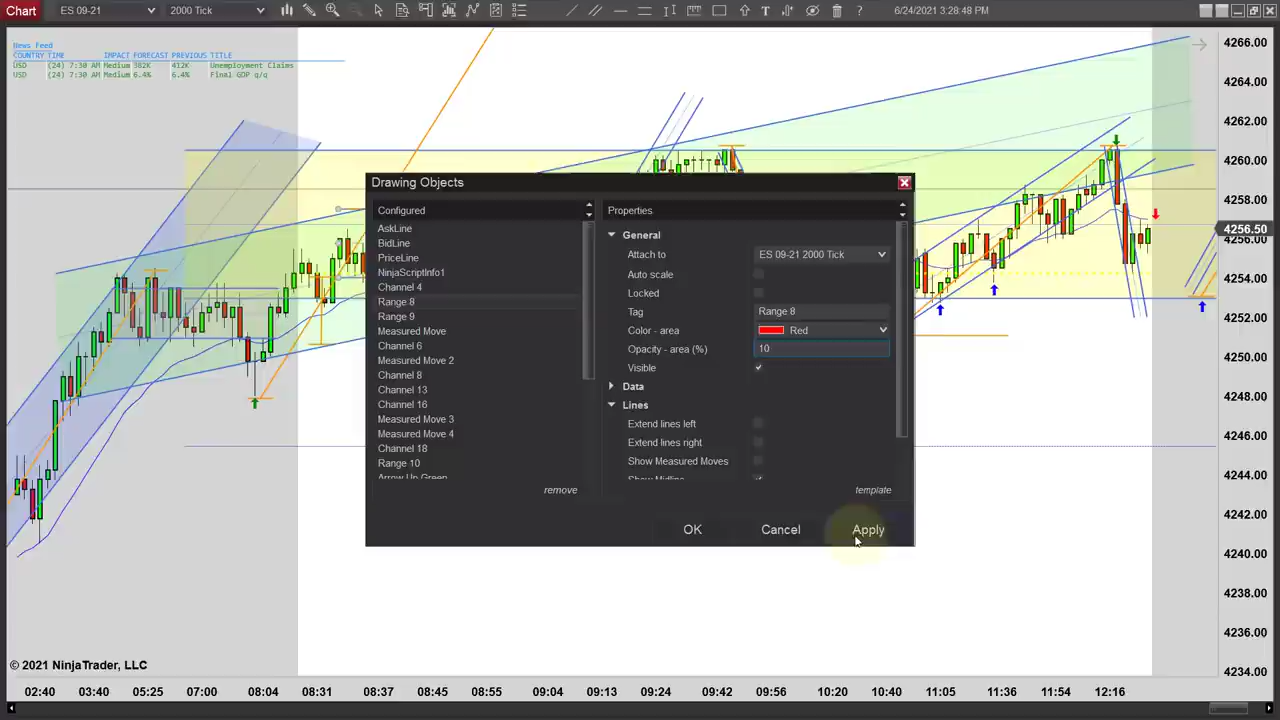 Chart ES 09-21 2000 Tick 6/24/2021 3:28:48 PM
News Feed
COUNTRY TIME IMPACT FORECAST PREVIOUS TITLE
USD (24) 7:30 AM Medium 382K 412K Unemployment Claims
USD (24) 7:30 AM Medium 6.4% 6.4% Final GDP q/q
Drawing Objects
Configured
AskLine
BidLine
PriceLine
NinjaScriptInfo1
Channel 4
Range 8
Range 9
Measured Move
Channel 6
Measured Move 2
Channel 8
Channel 13
Channel 16
Measured Move 3
Measured Move 4
Channel 18
Range 10
Arrow Up Green
remove
Properties
General
Attach to ES 09-21 2000 Tick
Auto scale
Locked
Tag Range 8
Color - area Red
Opacity - area (%) 10
Visible
Data
Lines
Extend lines left
Extend lines right
Show Measured Moves
Show Midline
template
OK Cancel Apply
4266.00
4264.00
4262.00
4260.00
4258.00
4256.50
4256.00
4254.00
4252.00
4250.00
4248.00
4246.00
4244.00
4242.00
4240.00
4238.00
4236.00
4234.00
© 2021 NinjaTrader, LLC
02:40 03:40 05:25 07:00 08:04 08:31 08:37 08:45 08:55 09:04 09:13 09:24 09:42 09:56 10:20 10:40 11:05 11:36 11:54 12:16